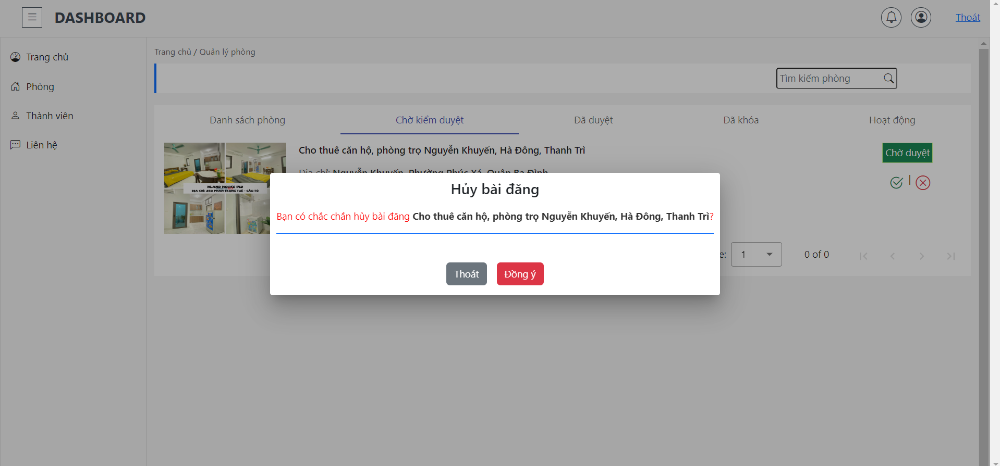 DASHBOARD
Thoát
Trang chủ
Phòng
Thành viên
Liên hệ
Trang chủ / Quản lý phòng
Tìm kiếm phòng
Danh sách phòng
Chờ kiểm duyệt
Đã duyệt
Đã khóa
Hoạt động
Cho thuê căn hộ, phòng trọ Nguyễn Khuyến, Hà Đông, Thanh Trì
Chờ duyệt
Địa chỉ: Nguyễn Khuyến, Phường Phúc Xá, Quận Ba Đình
HLAND HOUSE 142
ĐỊA CHỈ: 250 PHAN TRỌNG TUỆ - CẦU TÓ
Hủy bài đăng
Bạn có chắc chắn hủy bài đăng Cho thuê căn hộ, phòng trọ Nguyễn Khuyến, Hà Đông, Thanh Trì?
Thoát
Đồng ý
e:
1
0 of 0